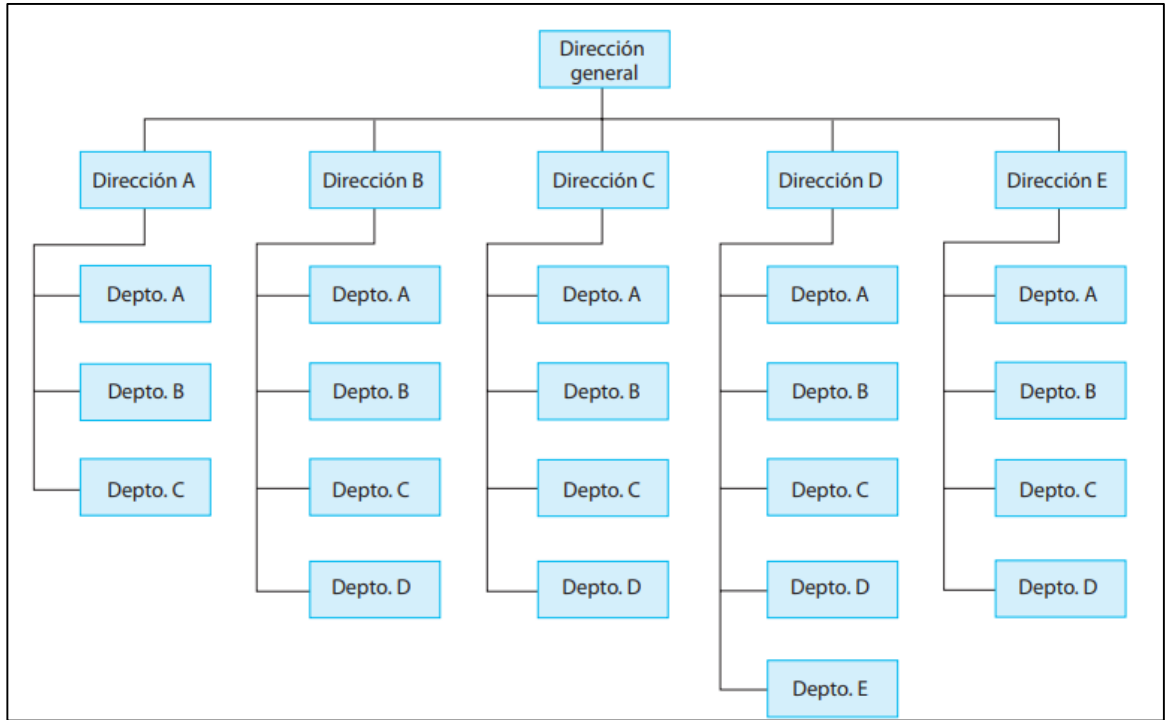 Dirección
general
Dirección A
Dirección B
Dirección C
Dirección D
Dirección E
Depto. A
Depto. A
Depto. A
Depto. A
Depto. A
Depto. B
Depto. B
Depto. B
Depto. B
Depto. B
Depto. C
Depto. C
Depto. C
Depto. C
Depto. C
Depto. D
Depto. D
Depto. D
Depto. D
Depto. E